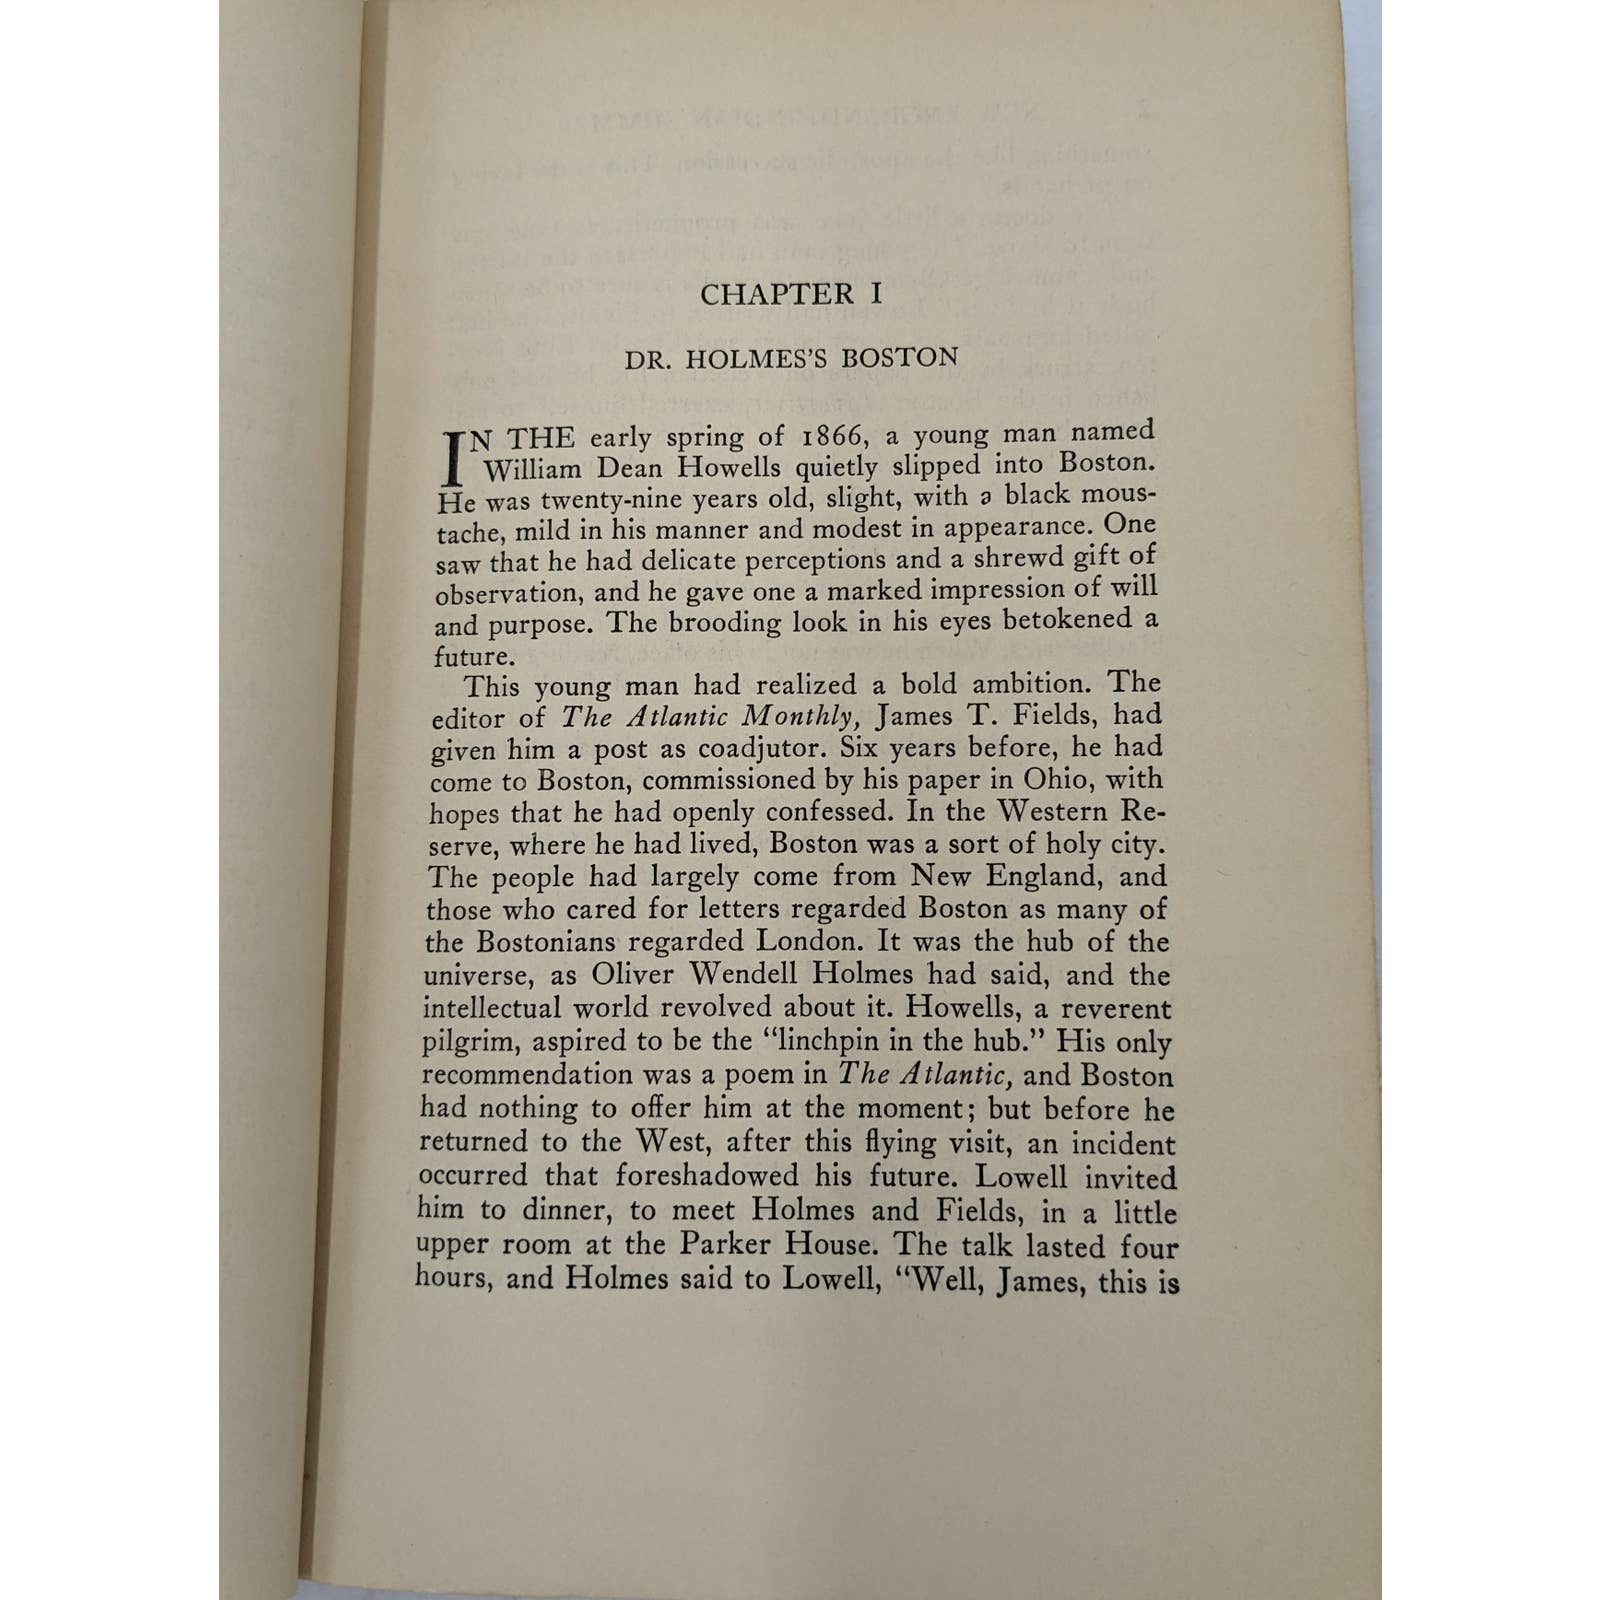 CHAPTER I
DR. HOLMES'S BOSTON
IN THE early spring of 1866, a young man named
William Dean Howells quietly slipped into Boston.
He was twenty-nine years old, slight, with a black mous-
tache, mild in his manner and modest in appearance. One
saw that he had delicate perceptions and a shrewd gift of
observation, and he gave one a marked impression of will
and purpose. The brooding look in his eyes betokened a
future.
This young man had realized a bold ambition. The
editor of The Atlantic Monthly, James T. Fields, had
given him a post as coadjutor. Six years before, he had
come to Boston, commissioned by his paper in Ohio, with
hopes that he had openly confessed. In the Western Re-
serve, where he had lived, Boston was a sort of holy city.
The people had largely come from New England, and
those who cared for letters regarded Boston as many of
the Bostonians regarded London. It was the hub of the
universe, as Oliver Wendell Holmes had said, and the
intellectual world revolved about it. Howells, a reverent
pilgrim, aspired to be the "linchpin in the hub." His only
recommendation was a poem in The Atlantic, and Boston
had nothing to offer him at the moment; but before he
returned to the West, after this flying visit, an incident
occurred that foreshadowed his future. Lowell invited
him to dinner, to meet Holmes and Fields, in a little
upper room at the Parker House. The talk lasted four
hours, and Holmes said to Lowell, "Well, James, this is